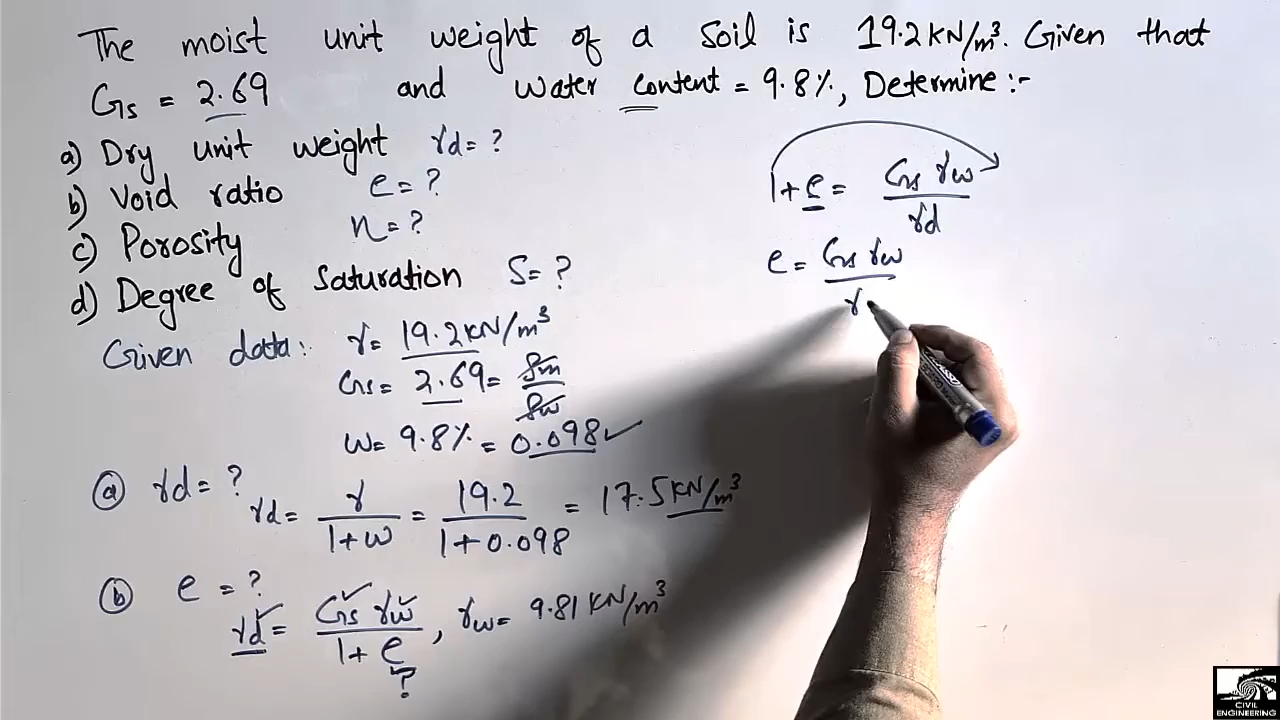 The moist unit weight of a soil is 19.2 kN/m³. Given that
Gs = 2.69 and water content = 9.8%, Determine:-
a) Dry unit weight γd = ?
b) Void ratio e = ?
c) Porosity n = ?
d) Degree of Saturation S = ?
Given data: γ = 19.2 kN/m³
Gs = 2.69 = ρm/ρw
w = 9.8% = 0.098 ✓
(a) γd = ?
γd = γ/(1+w) = 19.2/(1+0.098) = 17.5 kN/m³
(b) e = ?
γd = Gs γw/(1+e), γw = 9.81 kN/m³
?
1+e = Gs γw/γd
e = Gs γw/γ
CIVIL
ENGINEERING